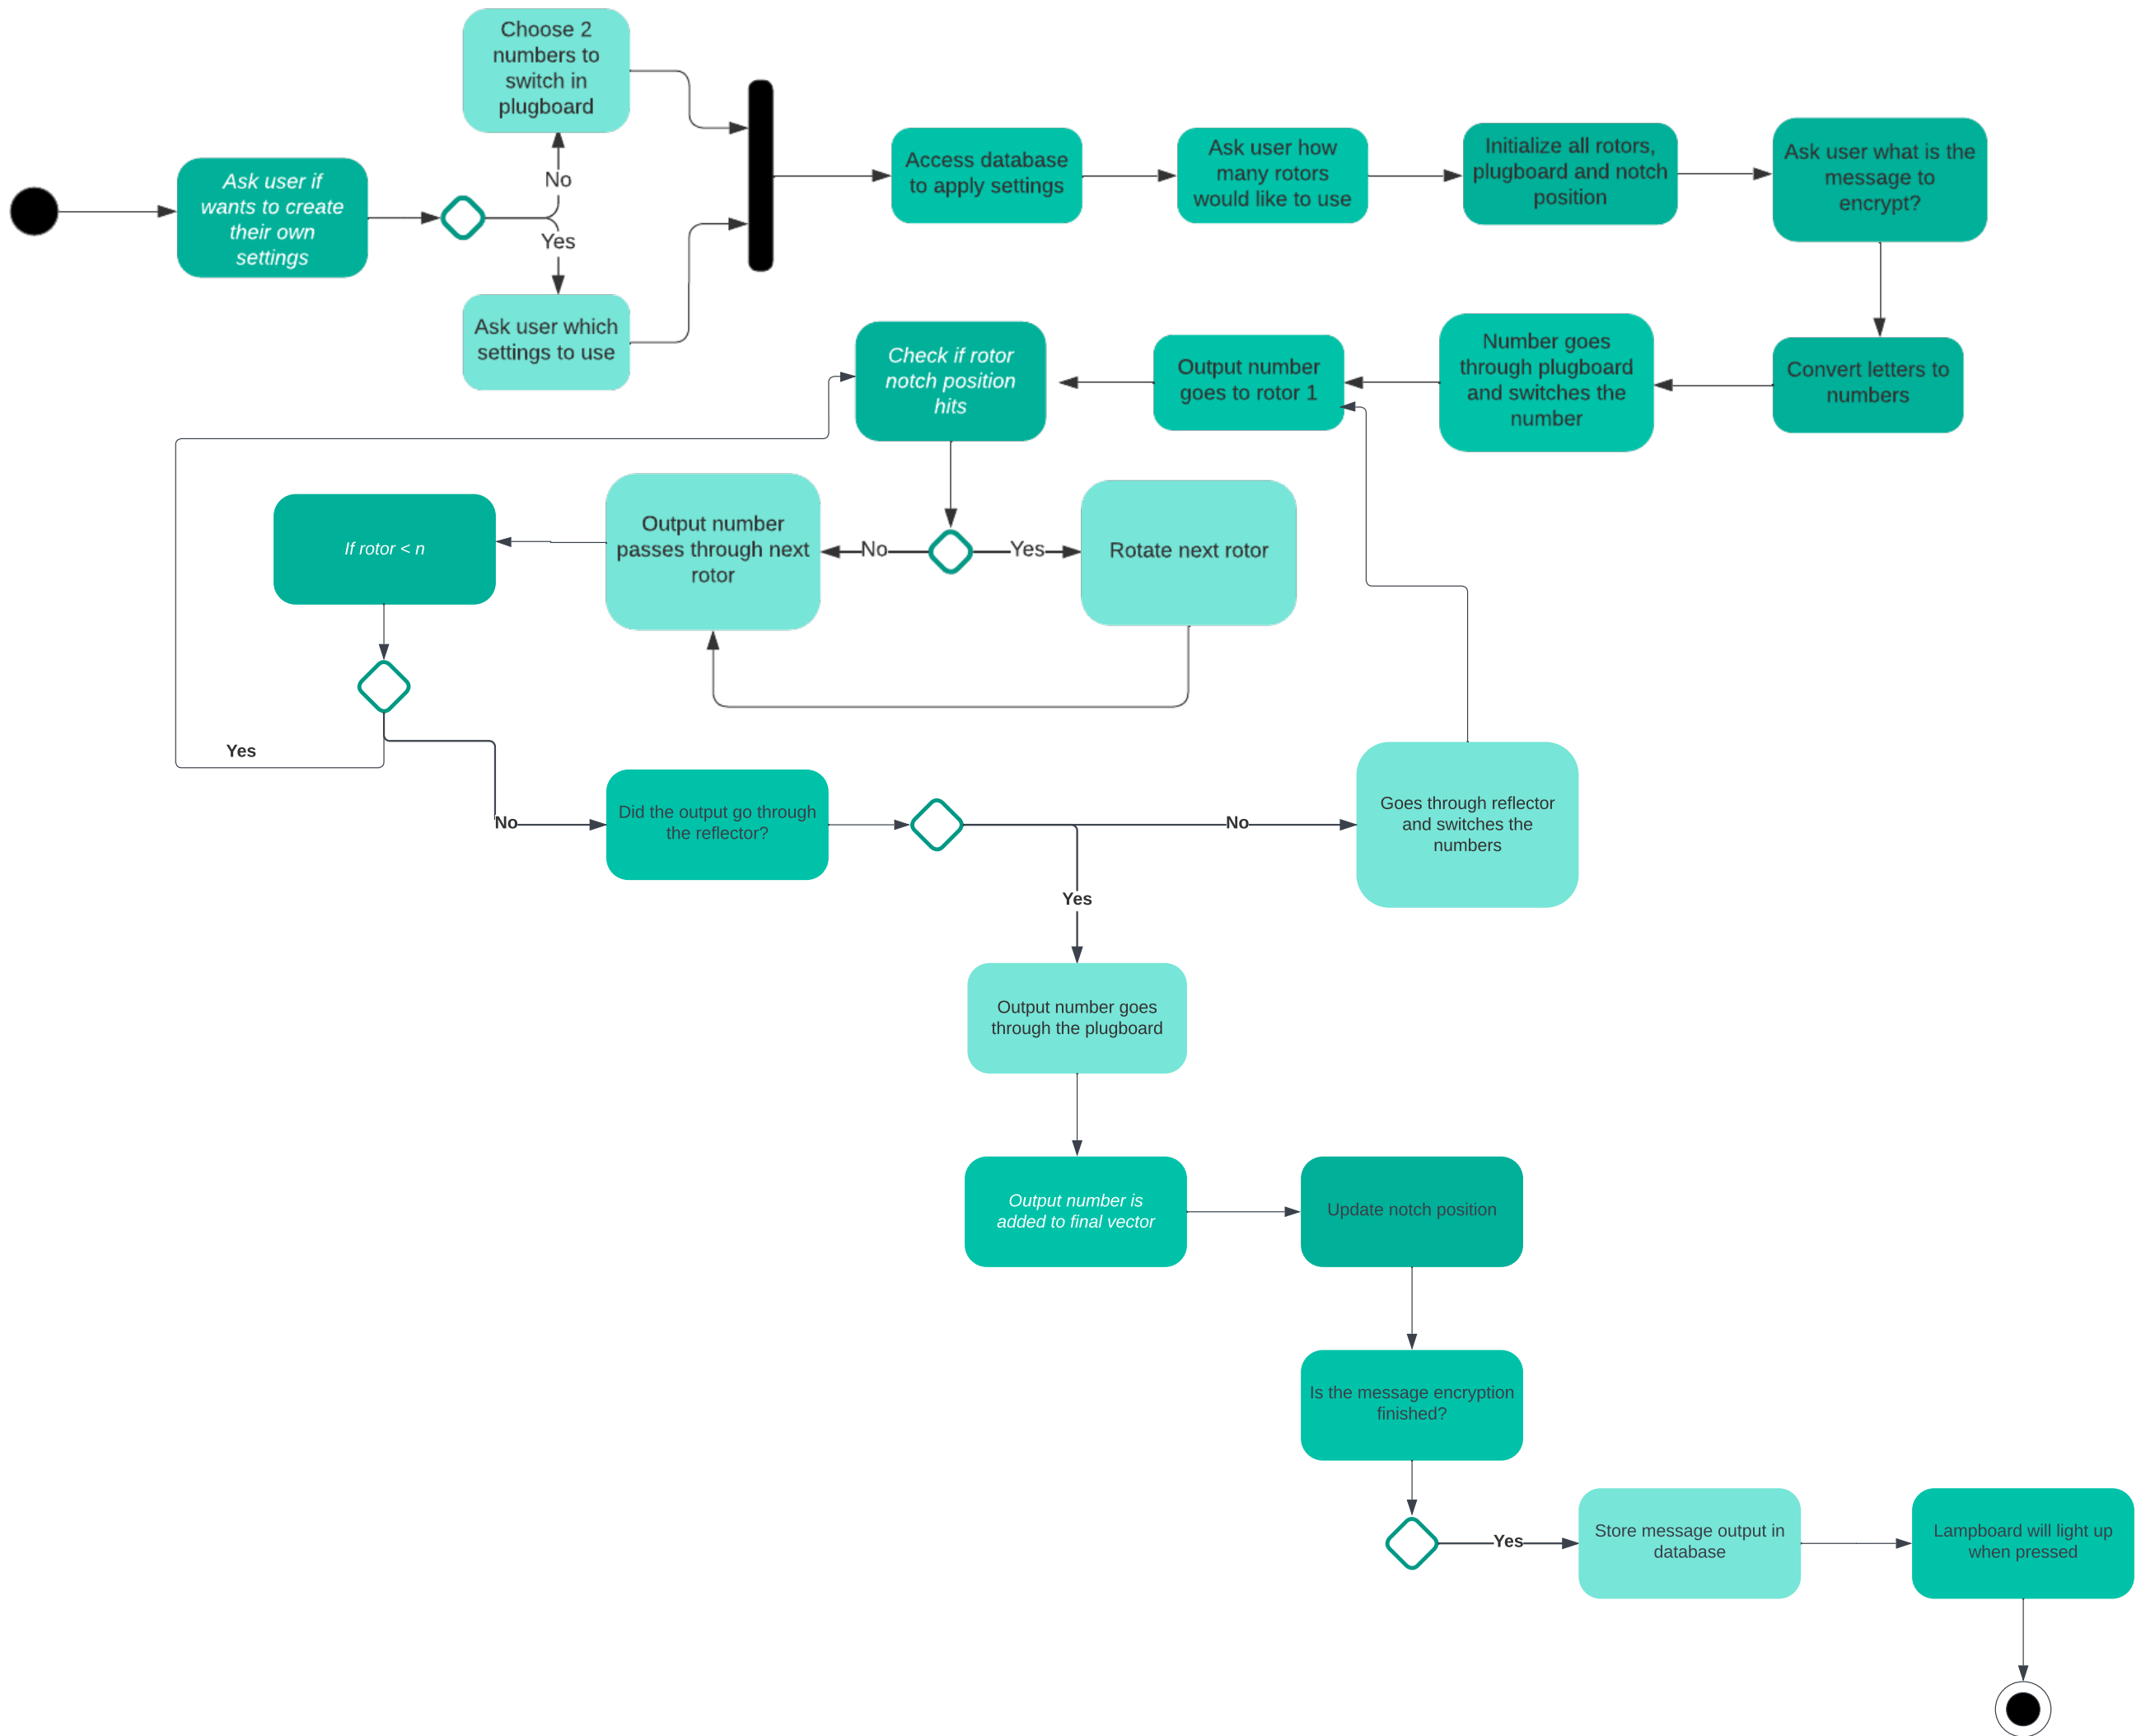 Choose 2
numbers to
switch in
plugboard
Ask user if
wants to create
their own
settings
No
Yes
Ask user which
settings to use
Access database
to apply settings
Ask user how
many rotors
would like to use
Initialize all rotors,
plugboard and notch
position
Ask user what is the
message to
encrypt?
Convert letters to
numbers
Number goes
through plugboard
and switches the
number
Output number
goes to rotor 1
Check if rotor
notch position
hits
No
Yes
Rotate next rotor
Output number
passes through next
rotor
If rotor < n
Yes
No
Did the output go through
the reflector?
No
Goes through reflector
and switches the
numbers
Yes
Output number goes
through the plugboard
Output number is
added to final vector
Update notch position
Is the message encryption
finished?
Yes
Store message output in
database
Lampboard will light up
when pressed